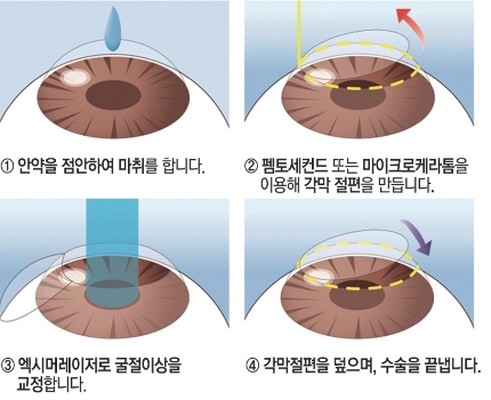 ① 안약을 점안하여 마취를 합니다.
② 펨토세컨드 또는 마이크로케라톰을
이용해 각막 절편을 만듭니다.
③ 엑시머레이저로 굴절이상을
교정합니다.
④ 각막절편을 덮으며, 수술을 끝냅니다.